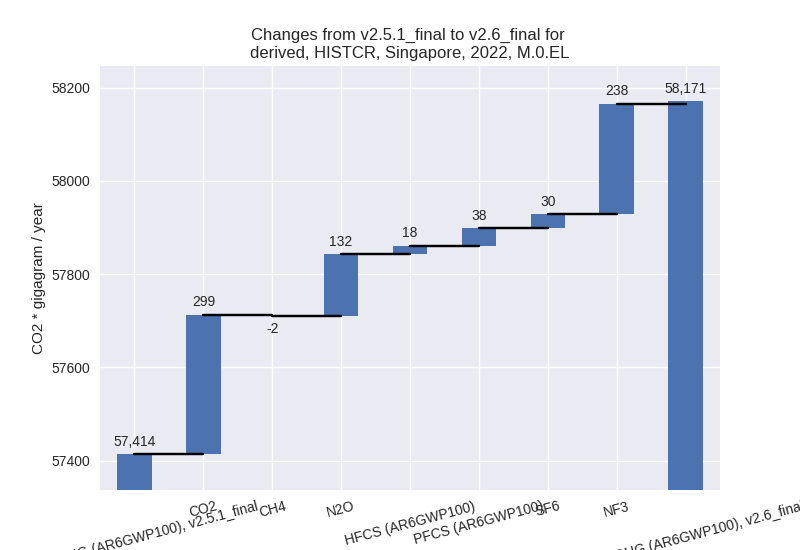 Changes from v2.5.1_final to v2.6_final for
derived, HISTCR, Singapore, 2022, M.0.EL
CO2 * gigagram / year
58200
58000
57800
57600
57400
57,414
299
-2
132
18
38
30
238
58,171
(AR6GWP100), v2.5.1_final
CO2
CH4
N2O
HFCS (AR6GWP100)
PFCS (AR6GWP100)
SF6
NF3
(AR6GWP100), v2.6_final